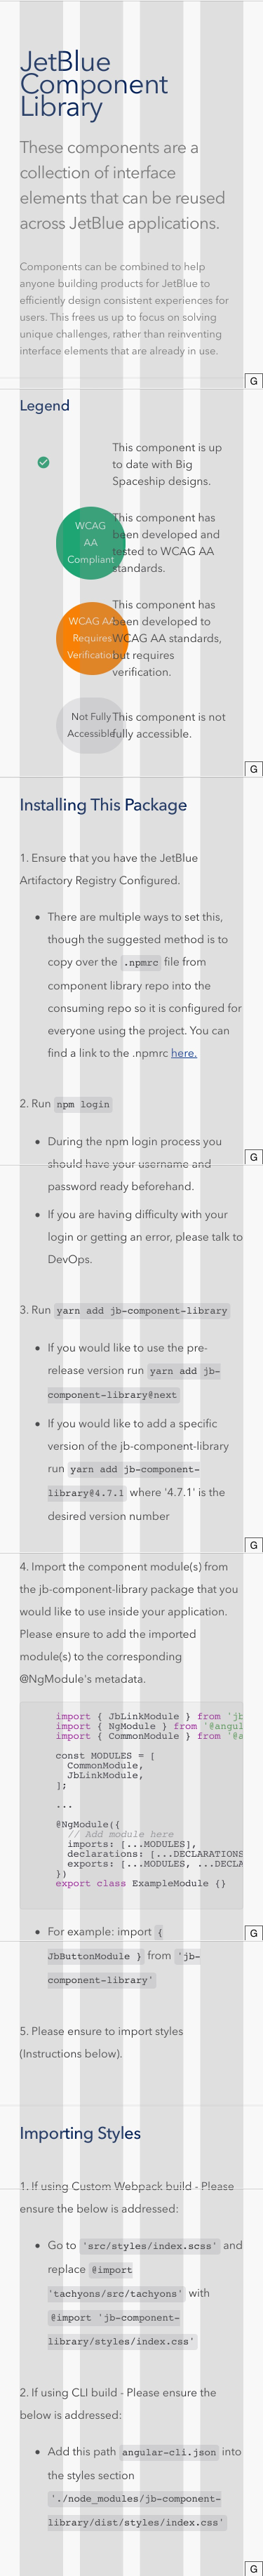 JetBlue
Component
Library
These components are a
collection of interface
elements that can be reused
across JetBlue applications.
Components can be combined to help
anyone building products for JetBlue to
efficiently design consistent experiences for
users. This frees us up to focus on solving
unique challenges, rather than reinventing
interface elements that are already in use.
G
Legend
This component is up
to date with Big
Spaceship designs.
WCAG
AA
Compliant
This component has
been developed and
tested to WCAG AA
standards.
WCAG AA
Requires
Verification
This component has
been developed to
WCAG AA standards,
but requires
verification.
Not Fully
Accessible
This component is not
fully accessible.
G
Installing This Package
1. Ensure that you have the JetBlue
Artifactory Registry Configured.
• There are multiple ways to set this,
though the suggested method is to
copy over the .npmrc file from
component library repo into the
consuming repo so it is configured for
everyone using the project. You can
find a link to the .npmrc here.
2. Run npm login
• During the npm login process you
G
should have your username and
password ready beforehand.
• If you are having difficulty with your
login or getting an error, please talk to
DevOps.
3. Run yarn add jb-component-library
• If you would like to use the pre-
release version run yarn add jb-
component-library@next
• If you would like to add a specific
version of the jb-component-library
run yarn add jb-component-
library@4.7.1 where '4.7.1' is the
desired version number
G
4. Import the component module(s) from
the jb-component-library package that you
would like to use inside your application.
Please ensure to add the imported
module(s) to the corresponding
@NgModule's metadata.
import { JbLinkModule } from 'jb
import { NgModule } from '@angul
import { CommonModule } from '@a
const MODULES = [
CommonModule,
JbLinkModule,
];
...
@NgModule({
// Add module here
imports: [...MODULES],
declarations: [...DECLARATIONS
exports: [...MODULES, ...DECLA
})
export class ExampleModule {}
• For example: import {
G
JbButtonModule } from 'jb-
component-library'
5. Please ensure to import styles
(Instructions below).
Importing Styles
1. If using Custom Webpack build - Please
ensure the below is addressed:
• Go to 'src/styles/index.scss' and
replace @import
'tachyons/src/tachyons' with
@import 'jb-component-
library/styles/index.css'
2. If using CLI build - Please ensure the
below is addressed:
• Add this path angular-cli.json into
the styles section
'./node_modules/jb-component-
library/dist/styles/index.css'
G